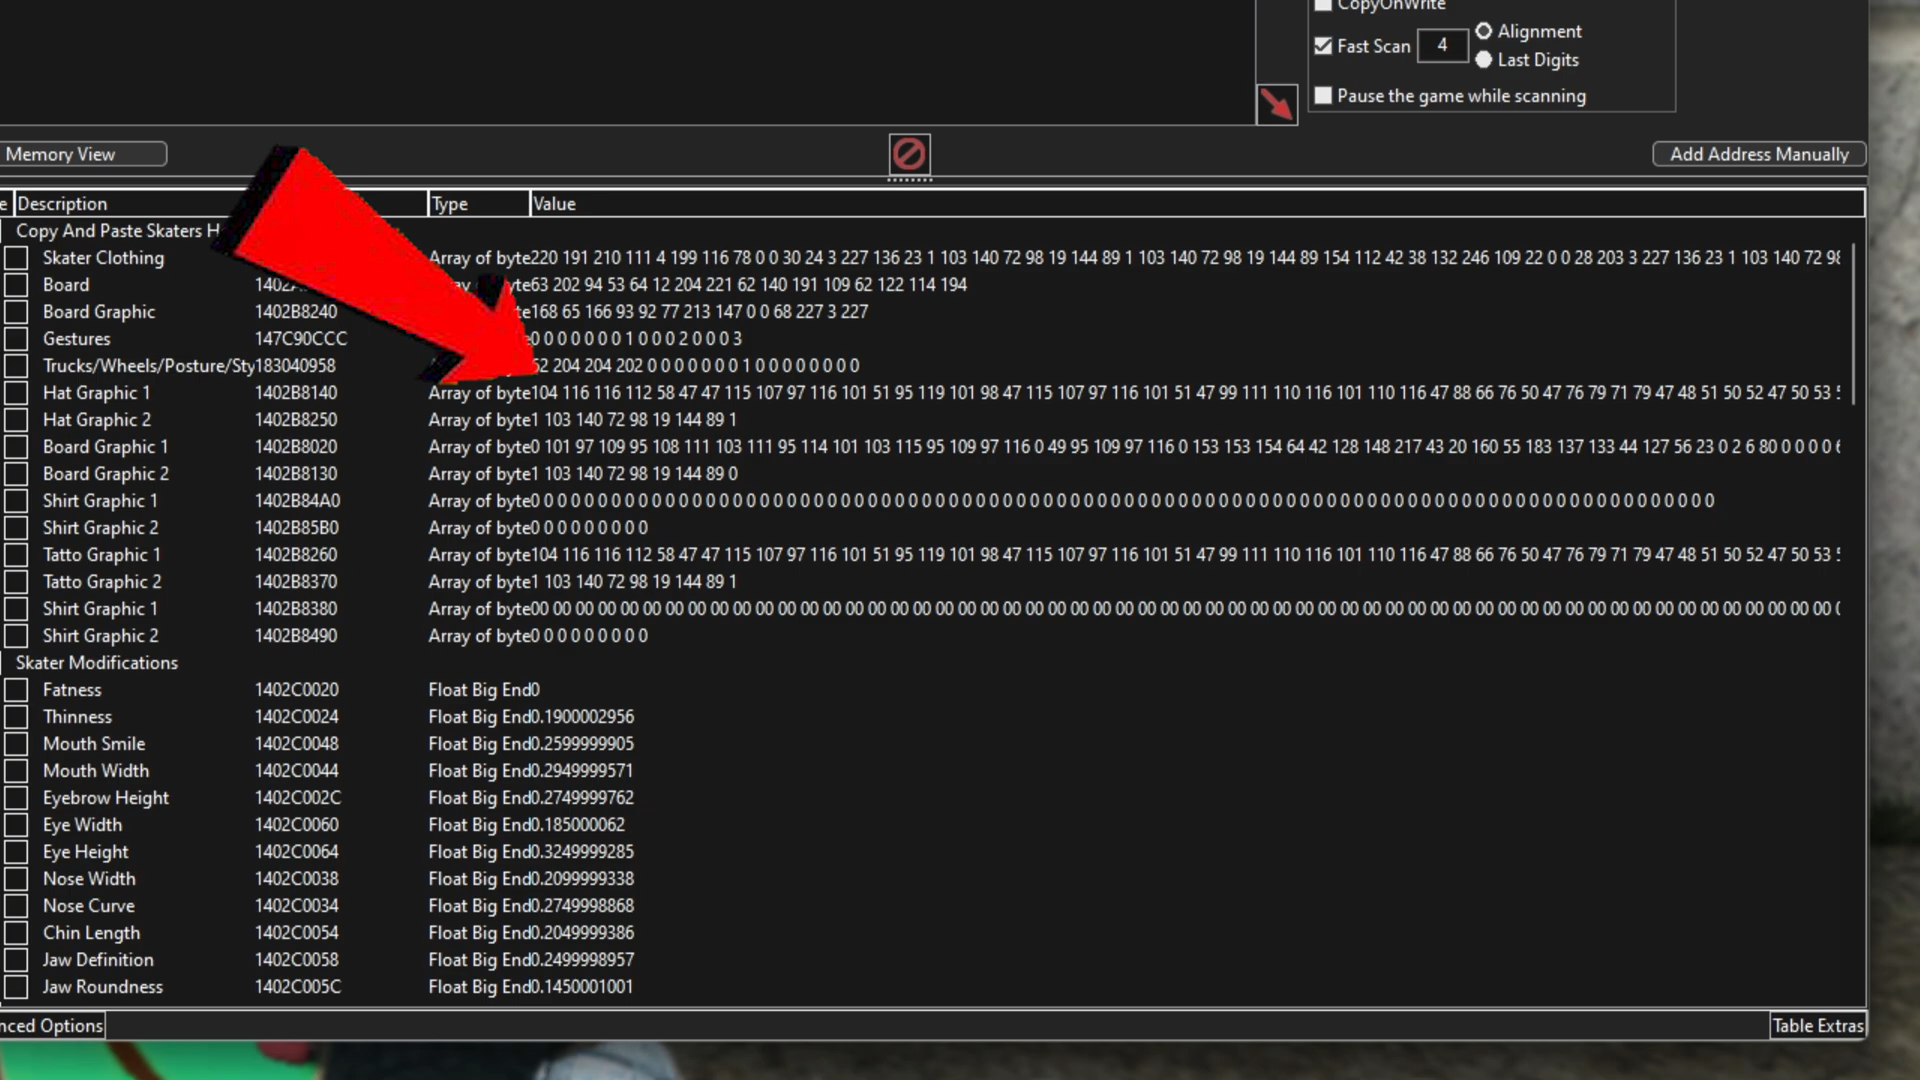 CopyOnWrite
Fast Scan 4 Alignment
Last Digits
Pause the game while scanning
Memory View
Add Address Manually
e Description Type Value
Copy And Paste Skaters H
Skater Clothing Array of byte220 191 210 111 4 199 116 78 0 0 30 24 3 227 136 23 1 103 140 72 98 19 144 89 1 103 140 72 98 19 144 89 154 112 42 38 132 246 109 22 0 0 28 203 3 227 136 23 1 103 140 72 98
Board 1402A yte63 202 94 53 64 12 204 221 62 140 191 109 62 122 114 194
Board Graphic 1402B8240 te168 65 166 93 92 77 213 147 0 0 68 227 3 227
Gestures 147C90CCC 0 0 0 0 0 0 0 1 0 0 0 2 0 0 0 3
Trucks/Wheels/Posture/Sty183040958 62 204 204 202 0 0 0 0 0 0 0 1 0 0 0 0 0 0 0 0
Hat Graphic 1 1402B8140 Array of byte104 116 116 112 58 47 47 115 107 97 116 101 51 95 119 101 98 47 115 107 97 116 101 51 47 99 111 110 116 101 110 116 47 88 66 76 50 47 76 79 71 79 47 48 51 50 52 47 50 53 5
Hat Graphic 2 1402B8250 Array of byte1 103 140 72 98 19 144 89 1
Board Graphic 1 1402B8020 Array of byte0 101 97 109 95 108 111 103 111 95 114 101 103 115 95 109 97 116 0 49 95 109 97 116 0 153 153 154 64 42 128 148 217 43 20 160 55 183 137 133 44 127 56 23 0 2 6 80 0 0 0 0 6
Board Graphic 2 1402B8130 Array of byte1 103 140 72 98 19 144 89 0
Shirt Graphic 1 1402B84A0 Array of byte0 0 0 0 0 0 0 0 0 0 0 0 0 0 0 0 0 0 0 0 0 0 0 0 0 0 0 0 0 0 0 0 0 0 0 0 0 0 0 0 0 0 0 0 0 0 0 0 0 0 0 0 0 0 0 0 0 0 0 0 0 0 0 0 0 0 0 0 0 0 0 0 0 0 0 0 0 0 0 0 0 0 0 0 0 0 0 0
Shirt Graphic 2 1402B85B0 Array of byte0 0 0 0 0 0 0 0 0
Tatto Graphic 1 1402B8260 Array of byte104 116 116 112 58 47 47 115 107 97 116 101 51 95 119 101 98 47 115 107 97 116 101 51 47 99 111 110 116 101 110 116 47 88 66 76 50 47 76 79 71 79 47 48 51 50 52 47 50 53 5
Tatto Graphic 2 1402B8370 Array of byte1 103 140 72 98 19 144 89 1
Shirt Graphic 1 1402B8380 Array of byte00 00 00 00 00 00 00 00 00 00 00 00 00 00 00 00 00 00 00 00 00 00 00 00 00 00 00 00 00 00 00 00 00 00 00 00 00 00 00 00 00 00 00 00 00 00 00 00 00 00 00 00 00 00 00 00 00 00 0
Shirt Graphic 2 1402B8490 Array of byte0 0 0 0 0 0 0 0 0
Skater Modifications
Fatness 1402C0020 Float Big End0
Thinness 1402C0024 Float Big End0.1900002956
Mouth Smile 1402C0048 Float Big End0.2599999905
Mouth Width 1402C0044 Float Big End0.2949999571
Eyebrow Height 1402C002C Float Big End0.2749999762
Eye Width 1402C0060 Float Big End0.185000062
Eye Height 1402C0064 Float Big End0.3249999285
Nose Width 1402C0038 Float Big End0.2099999338
Nose Curve 1402C0034 Float Big End0.2749998868
Chin Length 1402C0054 Float Big End0.2049999386
Jaw Definition 1402C0058 Float Big End0.2499998957
Jaw Roundness 1402C005C Float Big End0.1450001001
nced Options
Table Extras